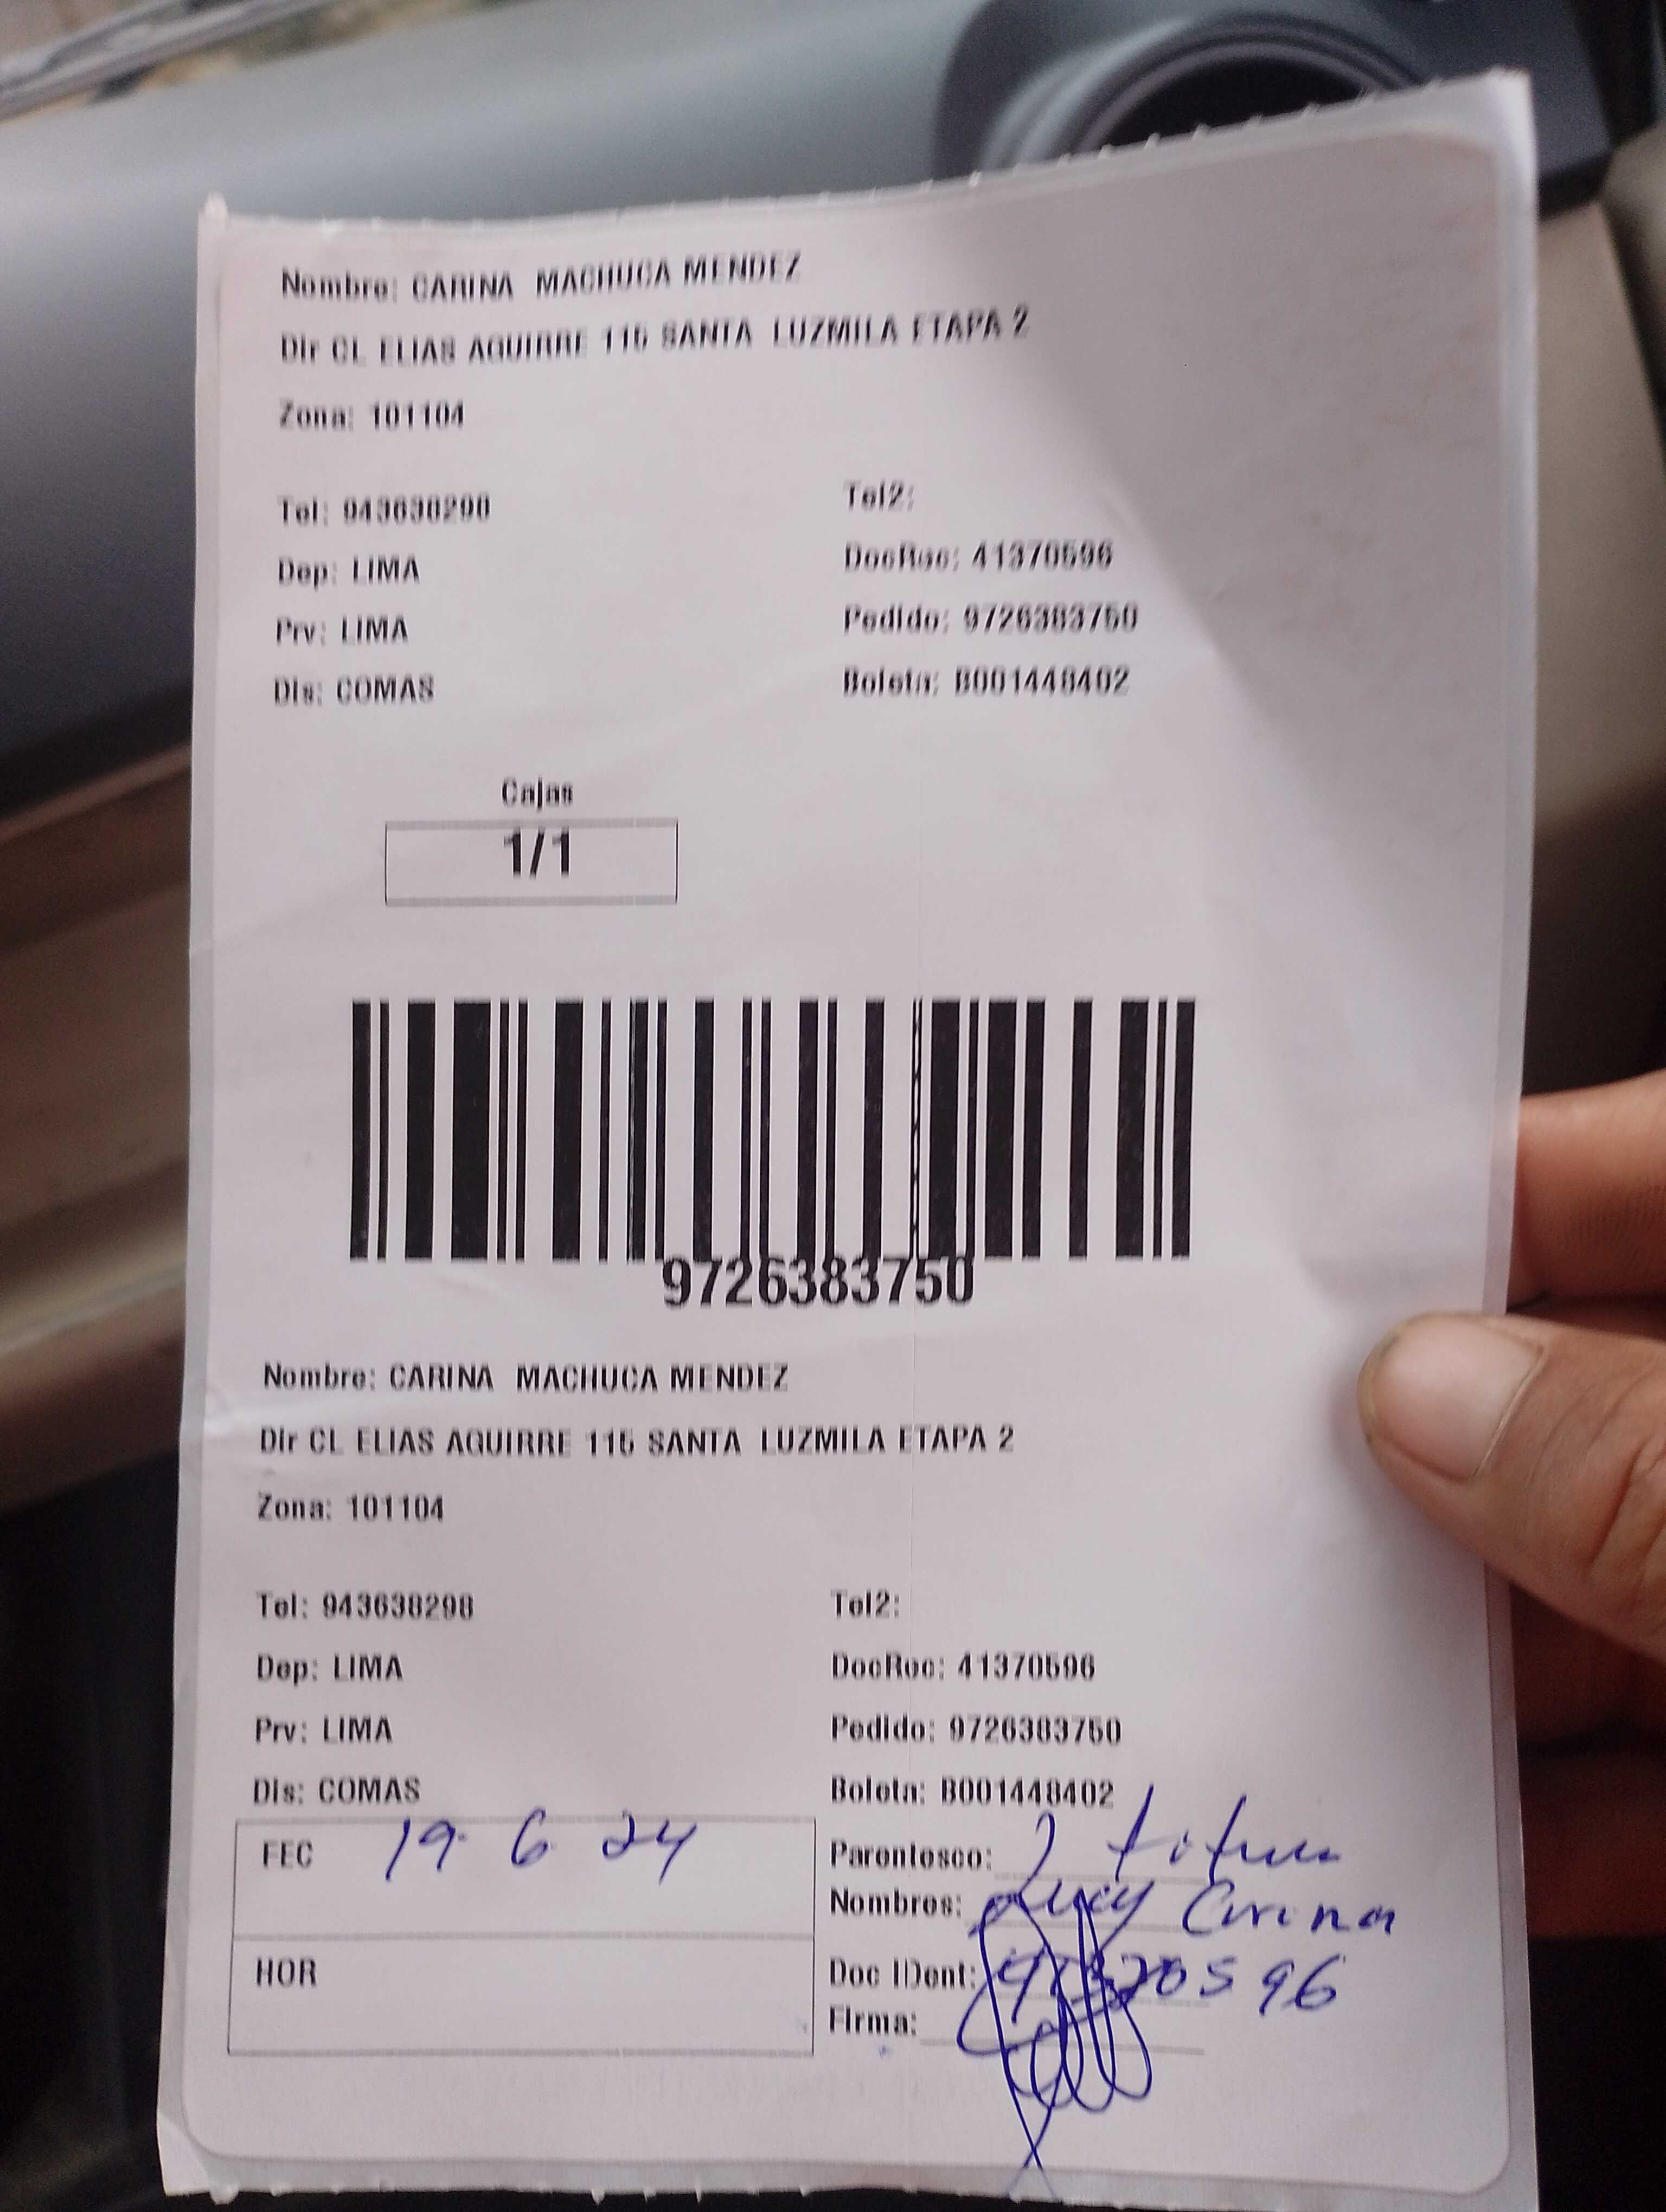 Nombre: CARINA MACHUCA MENDEZ
Dir CL ELIAS AGUIRRE 115 SANTA LUZMILA ETAPA 2
Zona: 101104
Tel: 943638298
Tel2:
Dep: LIMA
DocRec: 41370596
Prv: LIMA
Pedido: 9726383750
Dis: COMAS
Boleta: B001448402
Cajas
1/1
9726383750
Nombre: CARINA MACHUCA MENDEZ
Dir CL ELIAS AGUIRRE 115 SANTA LUZMILA ETAPA 2
Zona: 101104
Tel: 943638298
Tel2:
Dep: LIMA
DocRec: 41370596
Prv: LIMA
Pedido: 9726383750
Dis: COMAS
Boleta: B001448402
FEC 19 6 24
Parentesco:
Nombres: Lucy Carina
HOR
Doc IDent: 41370596
Firma: